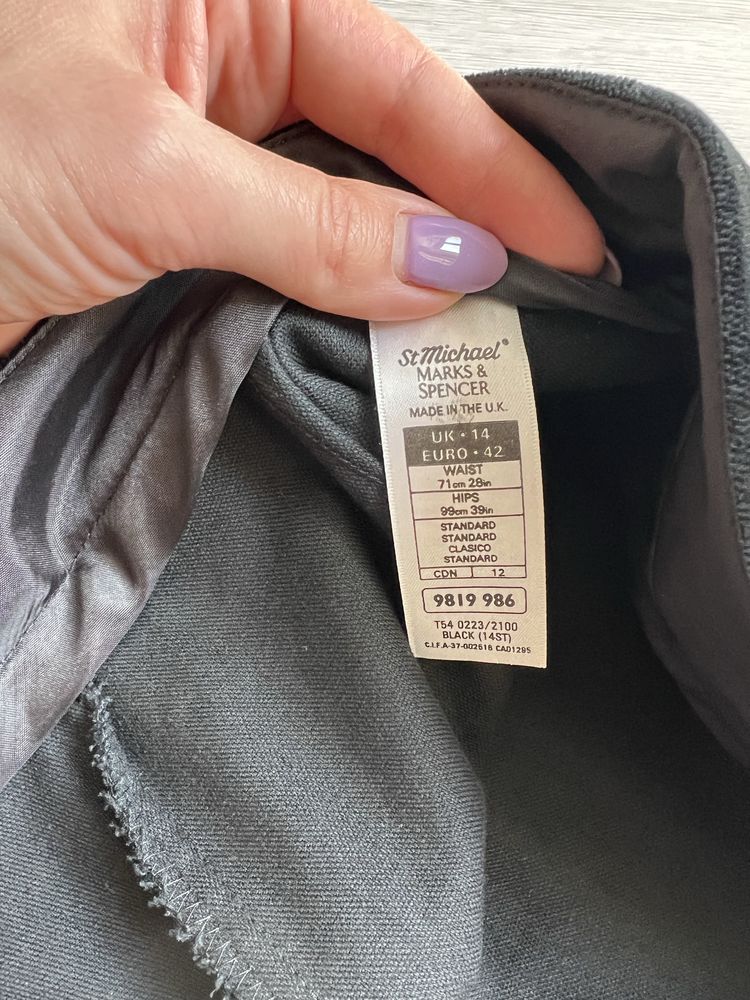 St Michael®
MARKS &
SPENCER
MADE IN THE U.K.
UK • 14
EURO • 42
WAIST
71cm 28in
HIPS
99cm 39in
STANDARD
STANDARD
CLASICO
STANDARD
CDN 12
9819 986
T54 0223/2100
BLACK (14ST)
C.I.F.A-37-002616 CA01295